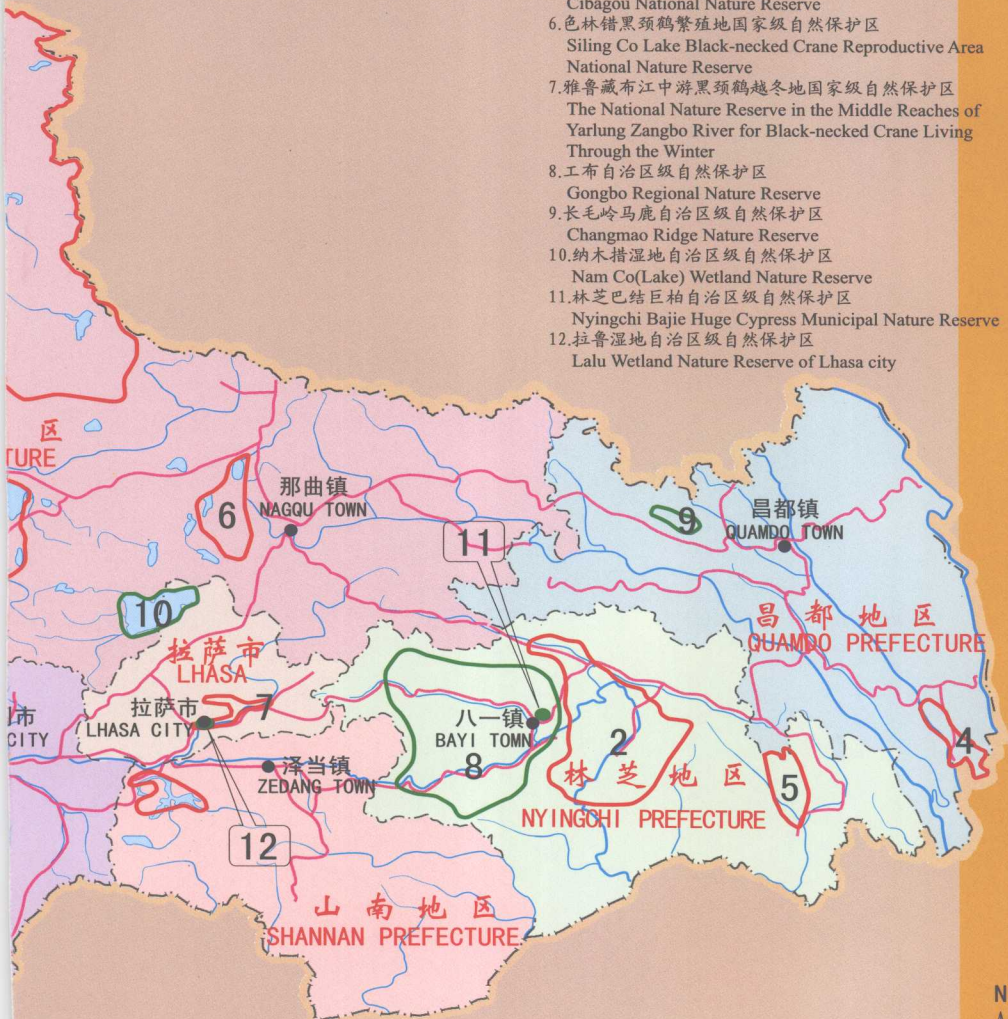 Cibagou National Nature Reserve
6.色林错黑颈鹤繁殖地国家级自然保护区
Siling Co Lake Black-necked Crane Reproductive Area
National Nature Reserve
7.雅鲁藏布江中游黑颈鹤越冬地国家级自然保护区
The National Nature Reserve in the Middle Reaches of
Yarlung Zangbo River for Black-necked Crane Living
Through the Winter
8.工布自治区级自然保护区
Gongbo Regional Nature Reserve
9.长毛岭马鹿自治区级自然保护区
Changmao Ridge Nature Reserve
10.纳木措湿地自治区级自然保护区
Nam Co(Lake) Wetland Nature Reserve
11.林芝巴结巨柏自治区级自然保护区
Nyingchi Bajie Huge Cypress Municipal Nature Reserve
12.拉鲁湿地自治区级自然保护区
Lalu Wetland Nature Reserve of Lhasa city
区
TURE
6
那曲镇
NAGQU TOWN
11
9
昌都镇
QUAMDO TOWN
10
拉萨市
LHASA
昌都地区
QUAMDO PREFECTURE
市
CITY
拉萨市
LHASA CITY
7
八一镇
BAYI TOMN
8
2
4
泽当镇
ZEDANG TOWN
林芝地区
NYINGCHI PREFECTURE
5
12
山南地区
SHANNAN PREFECTURE
N